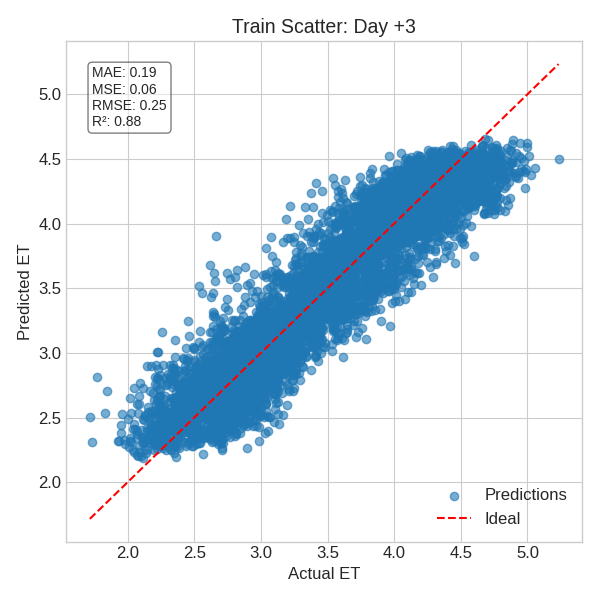 Train Scatter: Day +3
MAE: 0.19
MSE: 0.06
RMSE: 0.25
R²: 0.88
Predicted ET
5.0
4.5
4.0
3.5
3.0
2.5
2.0
Predictions
Ideal
2.0 2.5 3.0 3.5 4.0 4.5 5.0
Actual ET